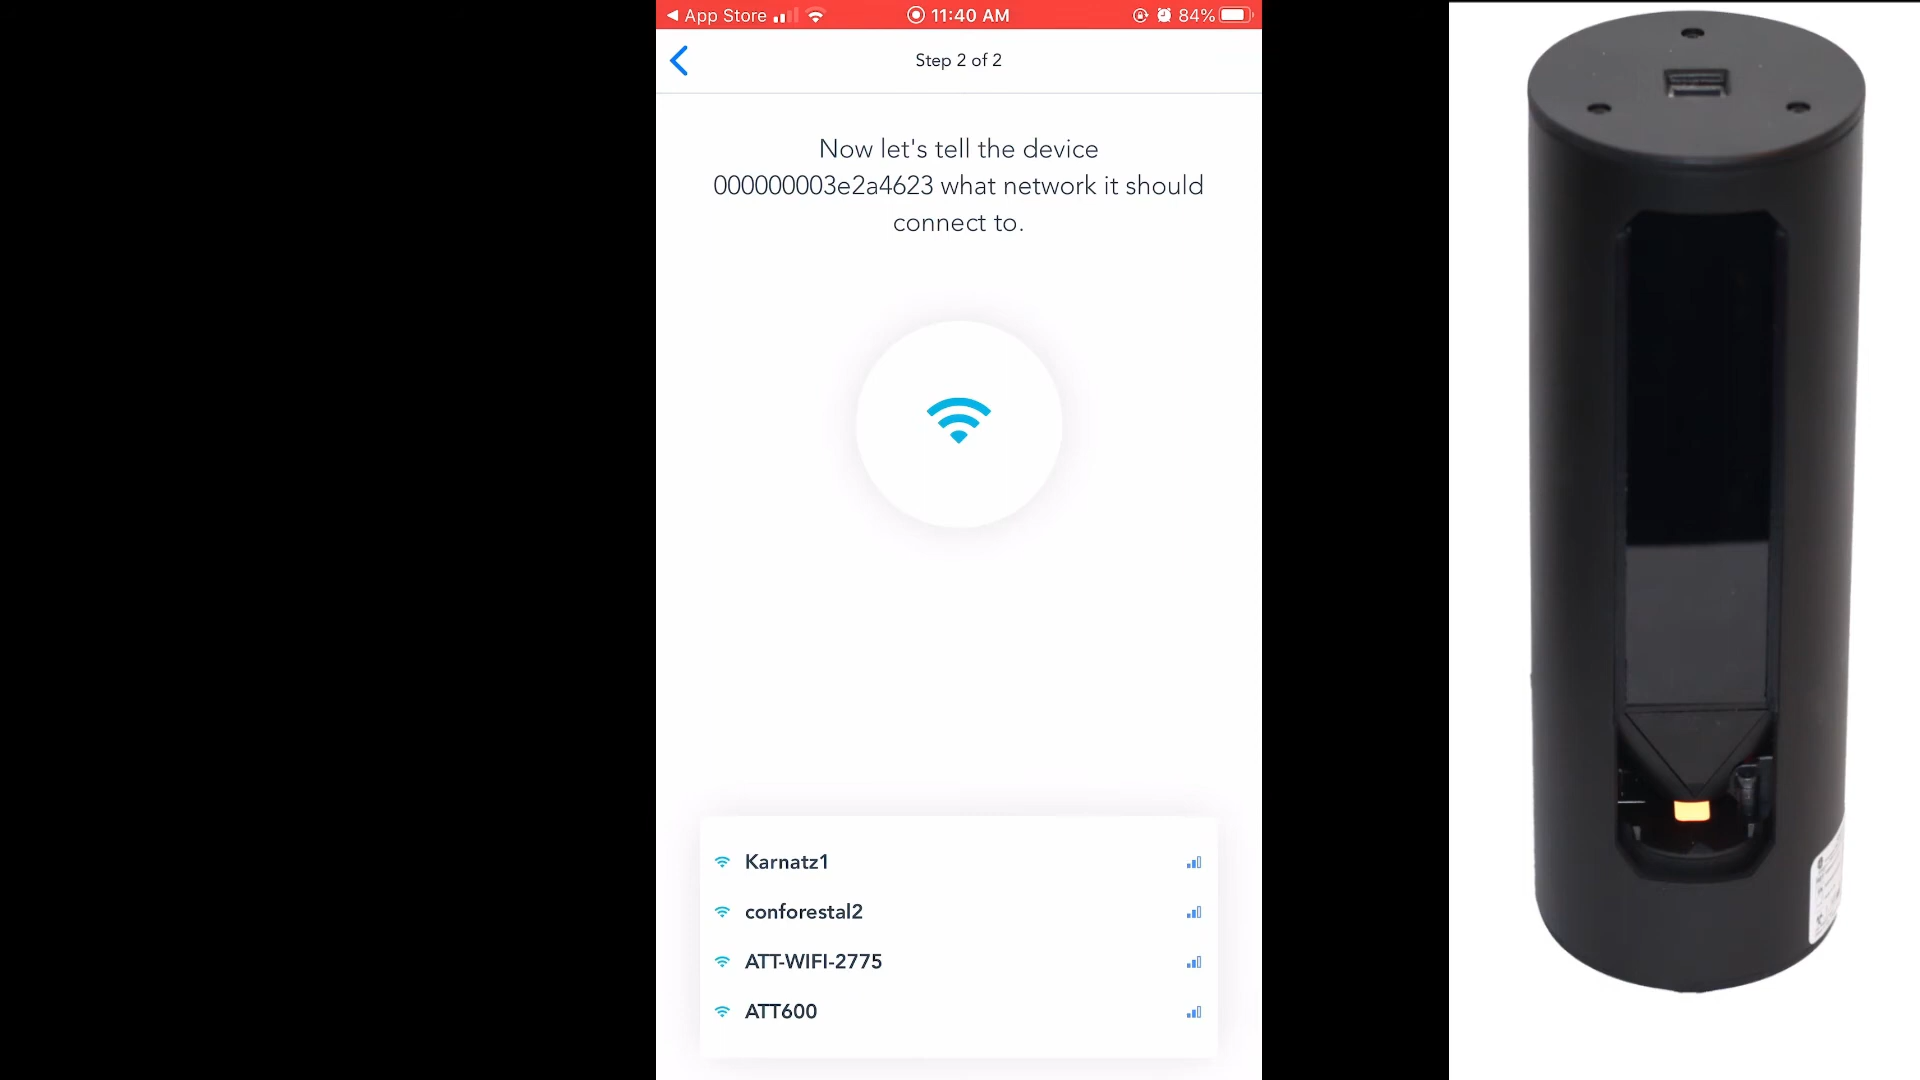 App Store 11:40 AM 84%
Step 2 of 2
Now let's tell the device
000000003e2a4623 what network it should
connect to.
Karnatz1
conforestal2
ATT-WIFI-2775
ATT600